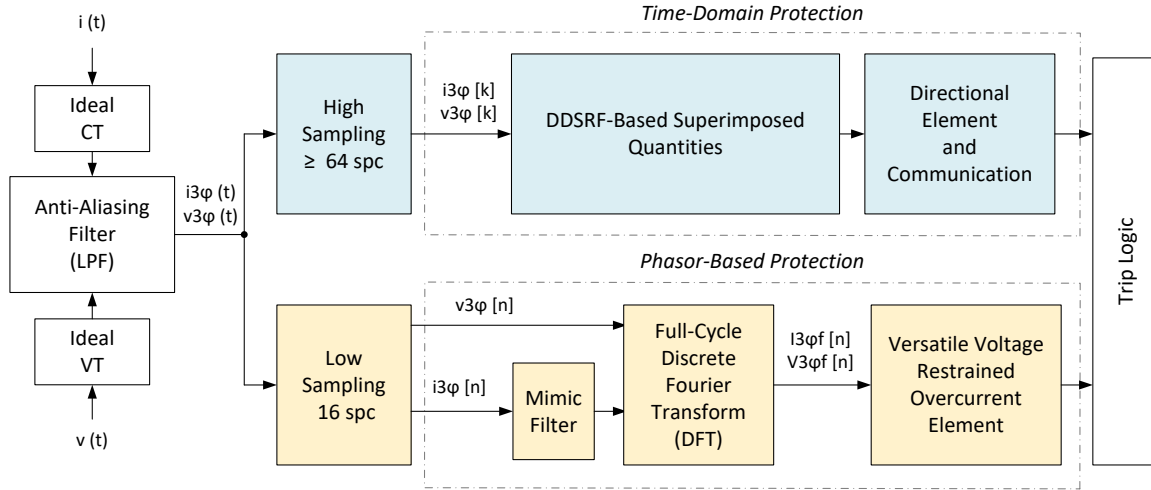 Time-Domain Protection
i (t)
Ideal
CT
Anti-Aliasing
Filter
(LPF)
Ideal
VT
v (t)
i3φ (t)
v3φ (t)
High
Sampling
≥ 64 spc
i3φ [k]
v3φ [k]
DDSRF-Based Superimposed
Quantities
Directional
Element
and
Communication
Phasor-Based Protection
Low
Sampling
16 spc
v3φ [n]
i3φ [n]
Mimic
Filter
Full-Cycle
Discrete
Fourier
Transform
(DFT)
I3φf [n]
V3φf [n]
Versatile Voltage
Restrained
Overcurrent
Element
Trip Logic